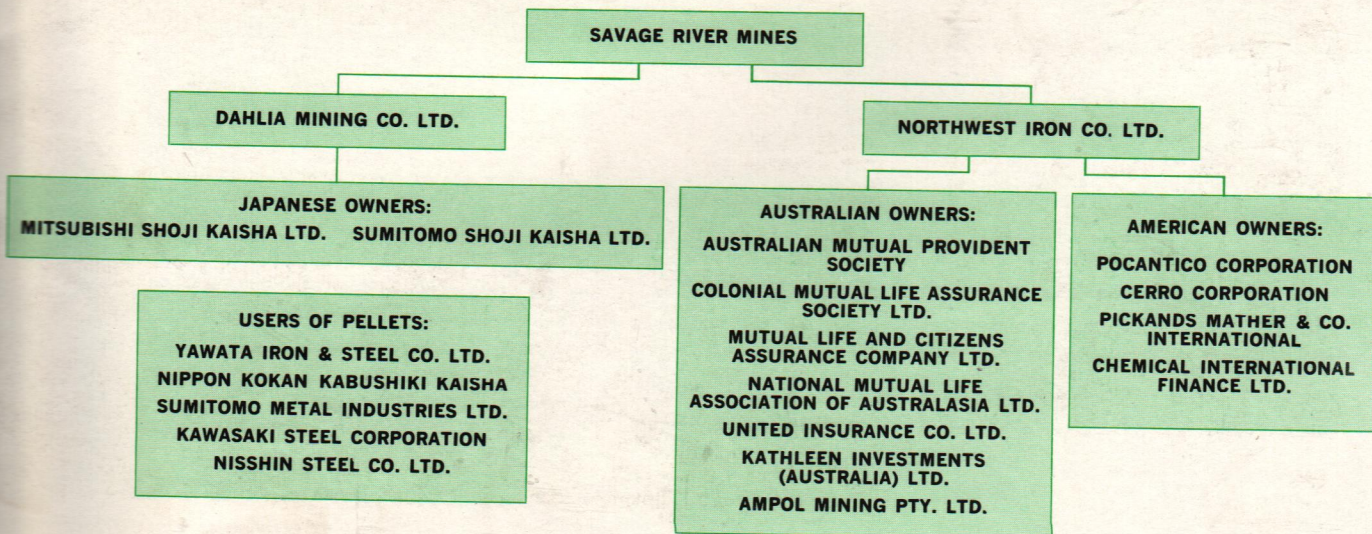 SAVAGE RIVER MINES
DAHLIA MINING CO. LTD.
NORTHWEST IRON CO. LTD.
JAPANESE OWNERS:
MITSUBISHI SHOJI KAISHA LTD. SUMITOMO SHOJI KAISHA LTD.
USERS OF PELLETS:
YAWATA IRON & STEEL CO. LTD.
NIPPON KOKAN KABUSHIKI KAISHA
SUMITOMO METAL INDUSTRIES LTD.
KAWASAKI STEEL CORPORATION
NISSHIN STEEL CO. LTD.
AUSTRALIAN OWNERS:
AUSTRALIAN MUTUAL PROVIDENT
SOCIETY
COLONIAL MUTUAL LIFE ASSURANCE
SOCIETY LTD.
MUTUAL LIFE AND CITIZENS
ASSURANCE COMPANY LTD.
NATIONAL MUTUAL LIFE
ASSOCIATION OF AUSTRALASIA LTD.
UNITED INSURANCE CO. LTD.
KATHLEEN INVESTMENTS
(AUSTRALIA) LTD.
AMPOL MINING PTY. LTD.
AMERICAN OWNERS:
POCANTICO CORPORATION
CERRO CORPORATION
PICKANDS MATHER & CO.
INTERNATIONAL
CHEMICAL INTERNATIONAL
FINANCE LTD.